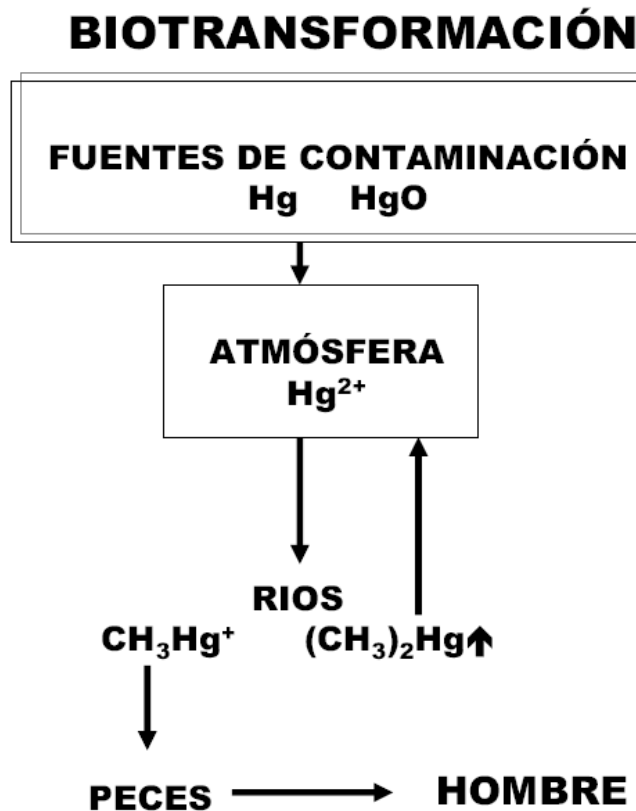 BIOTRANSFORMACIÓN
FUENTES DE CONTAMINACIÓN
Hg HgO
ATMÓSFERA
Hg²⁺
RIOS
CH₃Hg⁺ (CH₃)₂Hg↑
PECES HOMBRE